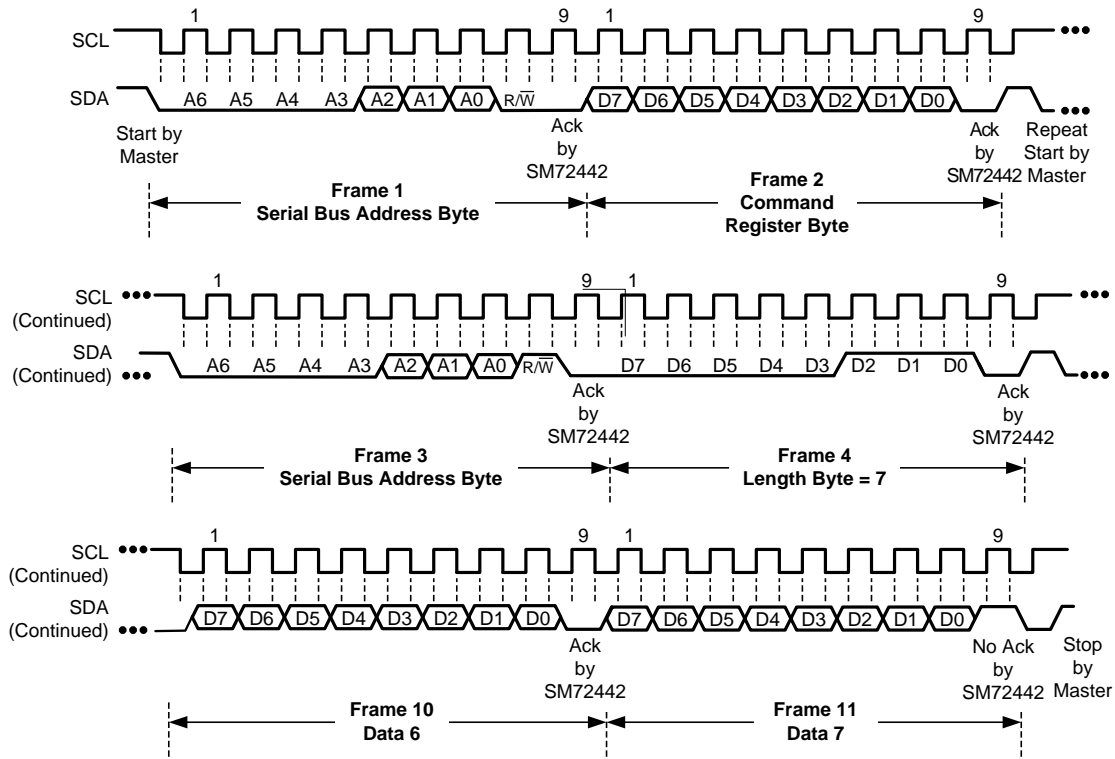 1 9 1 9
SCL •••
SDA A6 A5 A4 A3 A2 A1 A0 R/W̅ D7 D6 D5 D4 D3 D2 D1 D0 •••
Start by
Master
Ack
by
SM72442
Ack
by
SM72442
Repeat
Start by
Master
Frame 1
Serial Bus Address Byte
Frame 2
Command
Register Byte
1 9 1 9
SCL ••• •••
(Continued)
SDA A6 A5 A4 A3 A2 A1 A0 R/W̅ D7 D6 D5 D4 D3 D2 D1 D0
(Continued) ••• •••
Ack
by
SM72442
Ack
by
SM72442
Frame 3
Serial Bus Address Byte
Frame 4
Length Byte = 7
1 9 1 9
SCL •••
(Continued)
SDA D7 D6 D5 D4 D3 D2 D1 D0 D7 D6 D5 D4 D3 D2 D1 D0
(Continued) •••
Ack
by
SM72442
No Ack
by
SM72442
Stop
by
Master
Frame 10
Data 6
Frame 11
Data 7